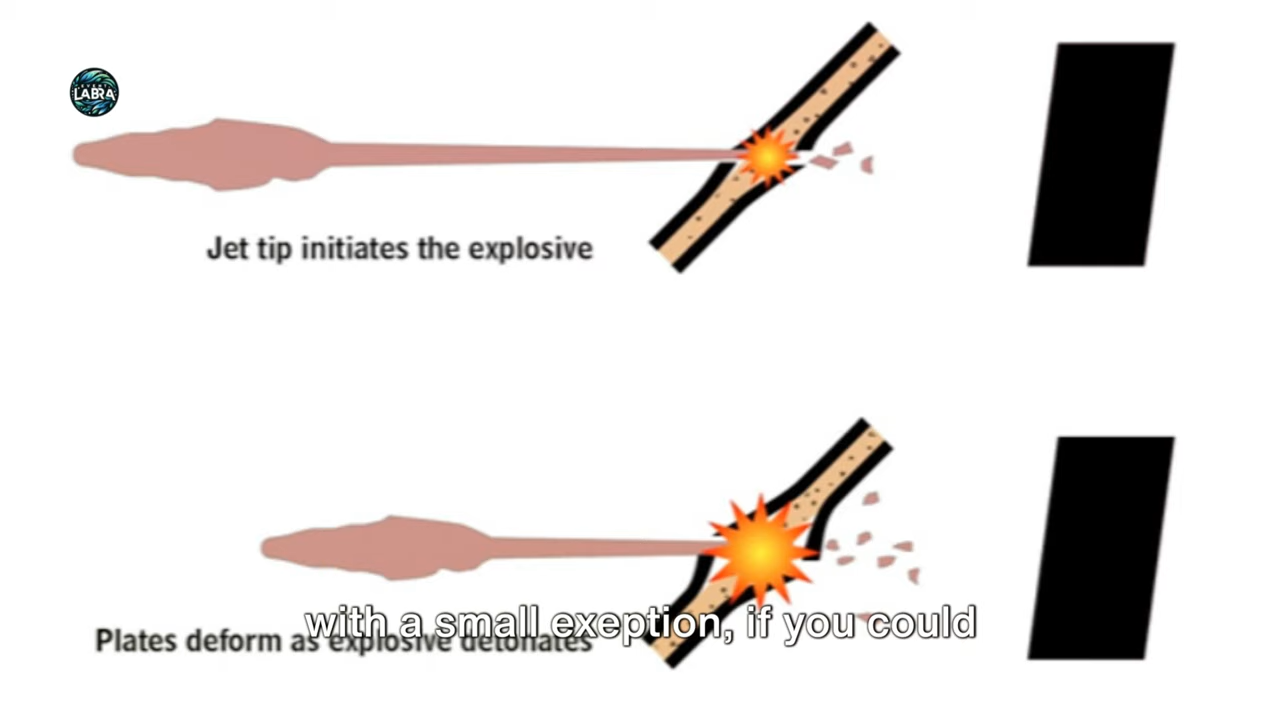 LABRA
Jet tip initiates the explosive
with a small exeption, if you could
Plates deform as explosive detonates